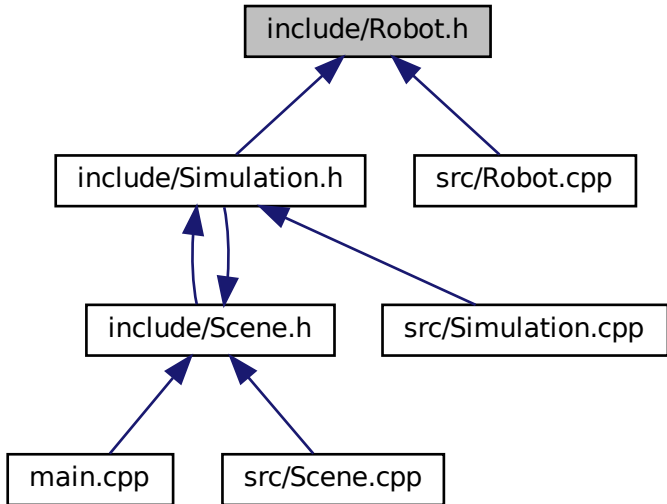 include/Robot.h
include/Simulation.h
src/Robot.cpp
include/Scene.h
src/Simulation.cpp
main.cpp
src/Scene.cpp